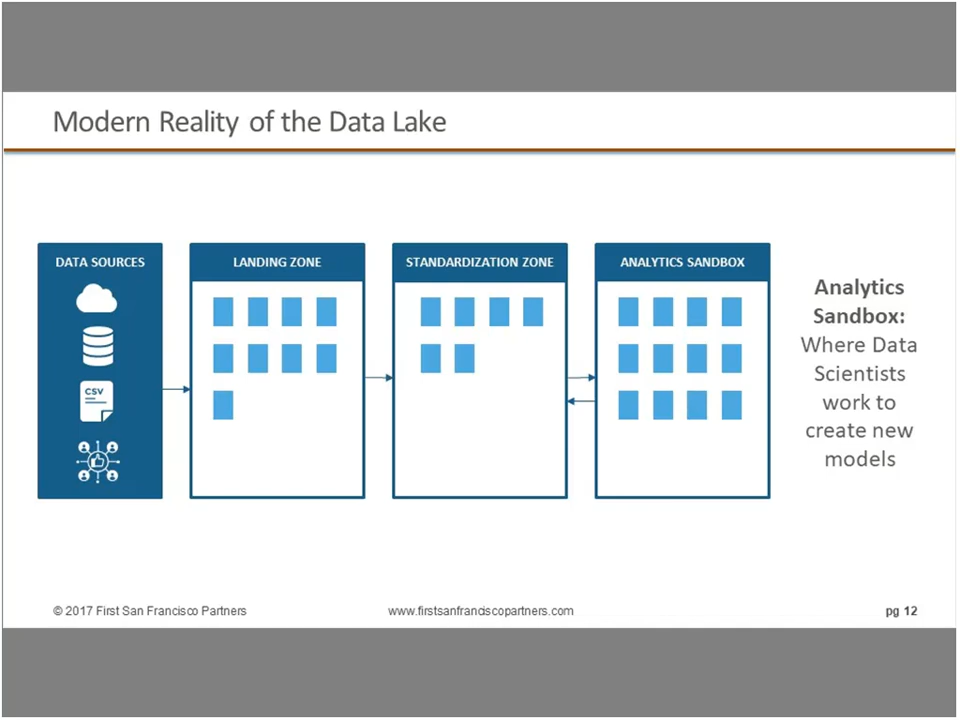 Modern Reality of the Data Lake
DATA SOURCES
CSV
LANDING ZONE
STANDARDIZATION ZONE
ANALYTICS SANDBOX
Analytics
Sandbox:
Where Data
Scientists
work to
create new
models
© 2017 First San Francisco Partners
www.firstsanfranciscopartners.com
pg 12